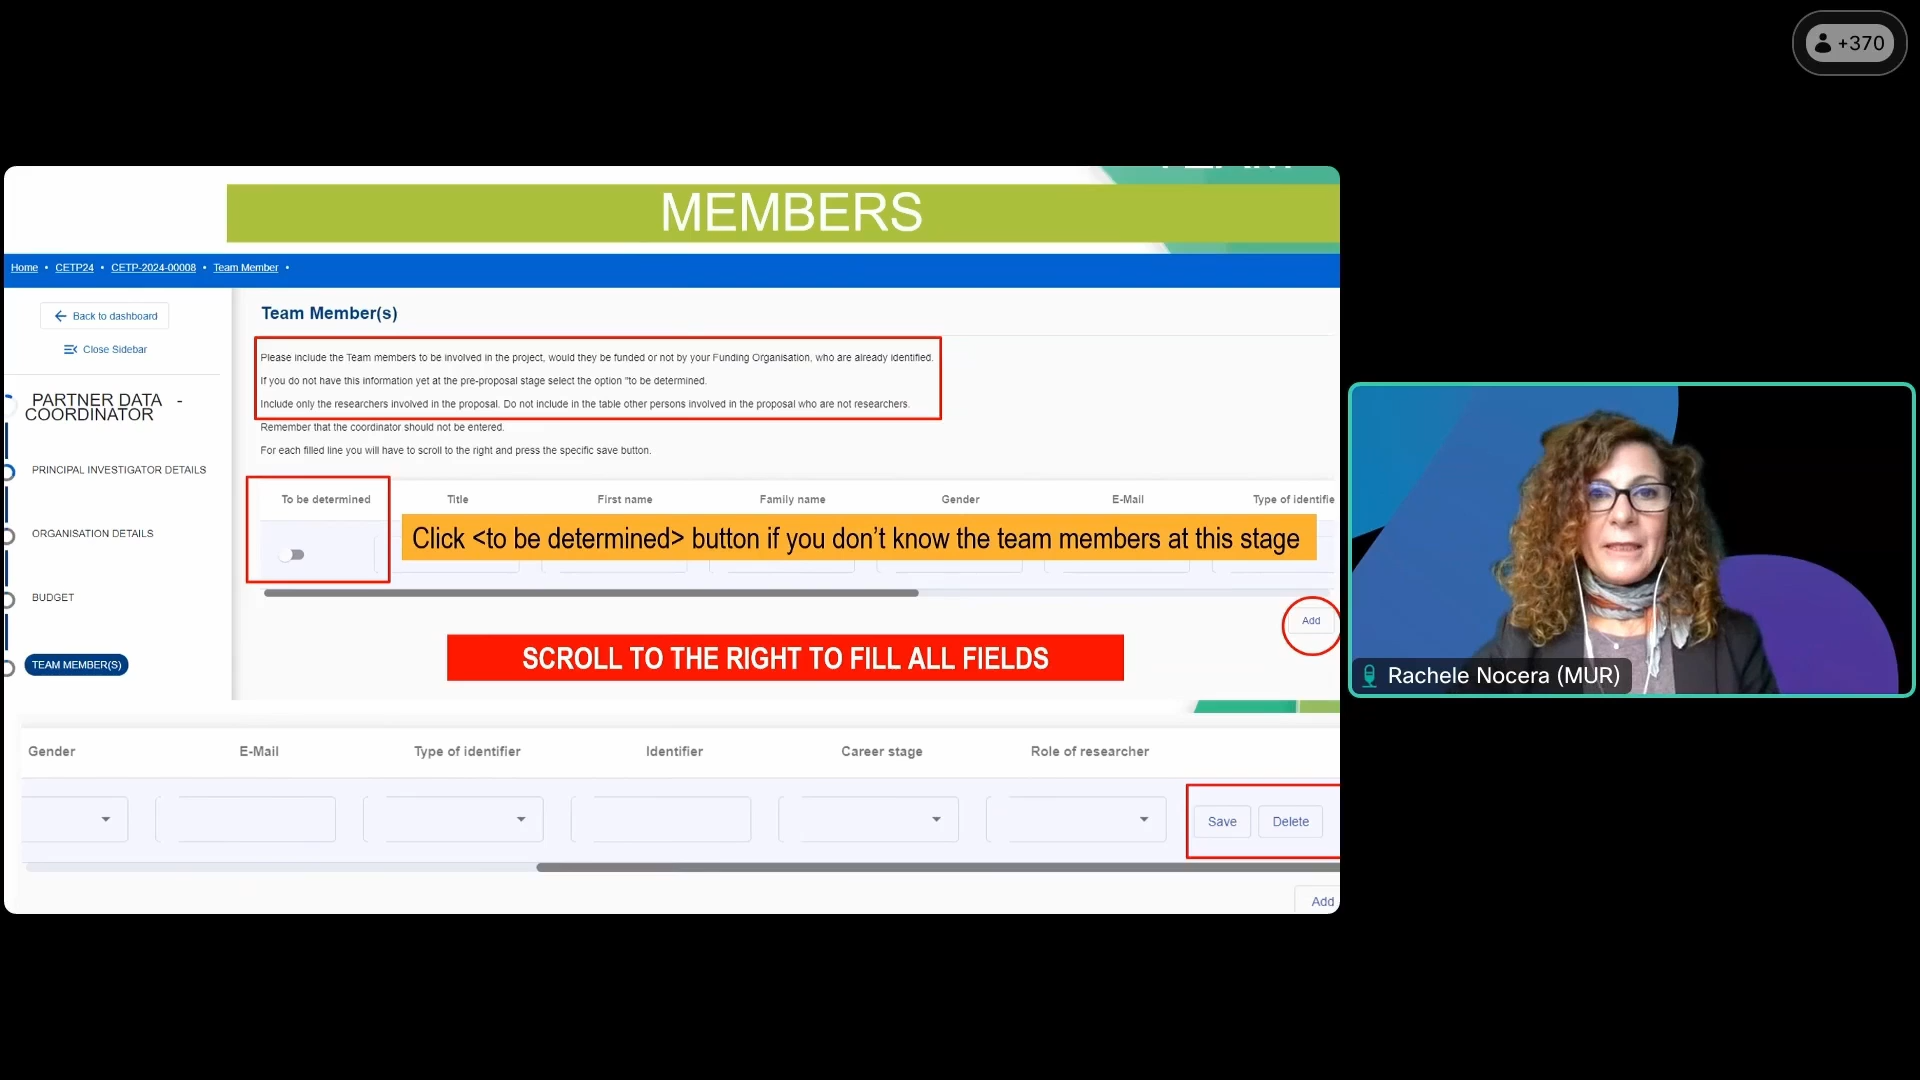 +370
MEMBERS
Home • CETP24 • CETP-2024-00008 • Team Member •
Back to dashboard
Close Sidebar
PARTNER DATA -
COORDINATOR
PRINCIPAL INVESTIGATOR DETAILS
ORGANISATION DETAILS
BUDGET
TEAM MEMBER(S)
Team Member(s)
Please include the Team members to be involved in the project, would they be funded or not by your Funding Organisation, who are already identified.
If you do not have this information yet at the pre-proposal stage select the option "to be determined.
Include only the researchers involved in the proposal. Do not include in the table other persons involved in the proposal who are not researchers.
Remember that the coordinator should not be entered.
For each filled line you will have to scroll to the right and press the specific save button.
To be determined Title First name Family name Gender E-Mail Type of identifie
Click <to be determined> button if you don’t know the team members at this stage
Add
SCROLL TO THE RIGHT TO FILL ALL FIELDS
Gender E-Mail Type of identifier Identifier Career stage Role of researcher
Save Delete
Add
Rachele Nocera (MUR)